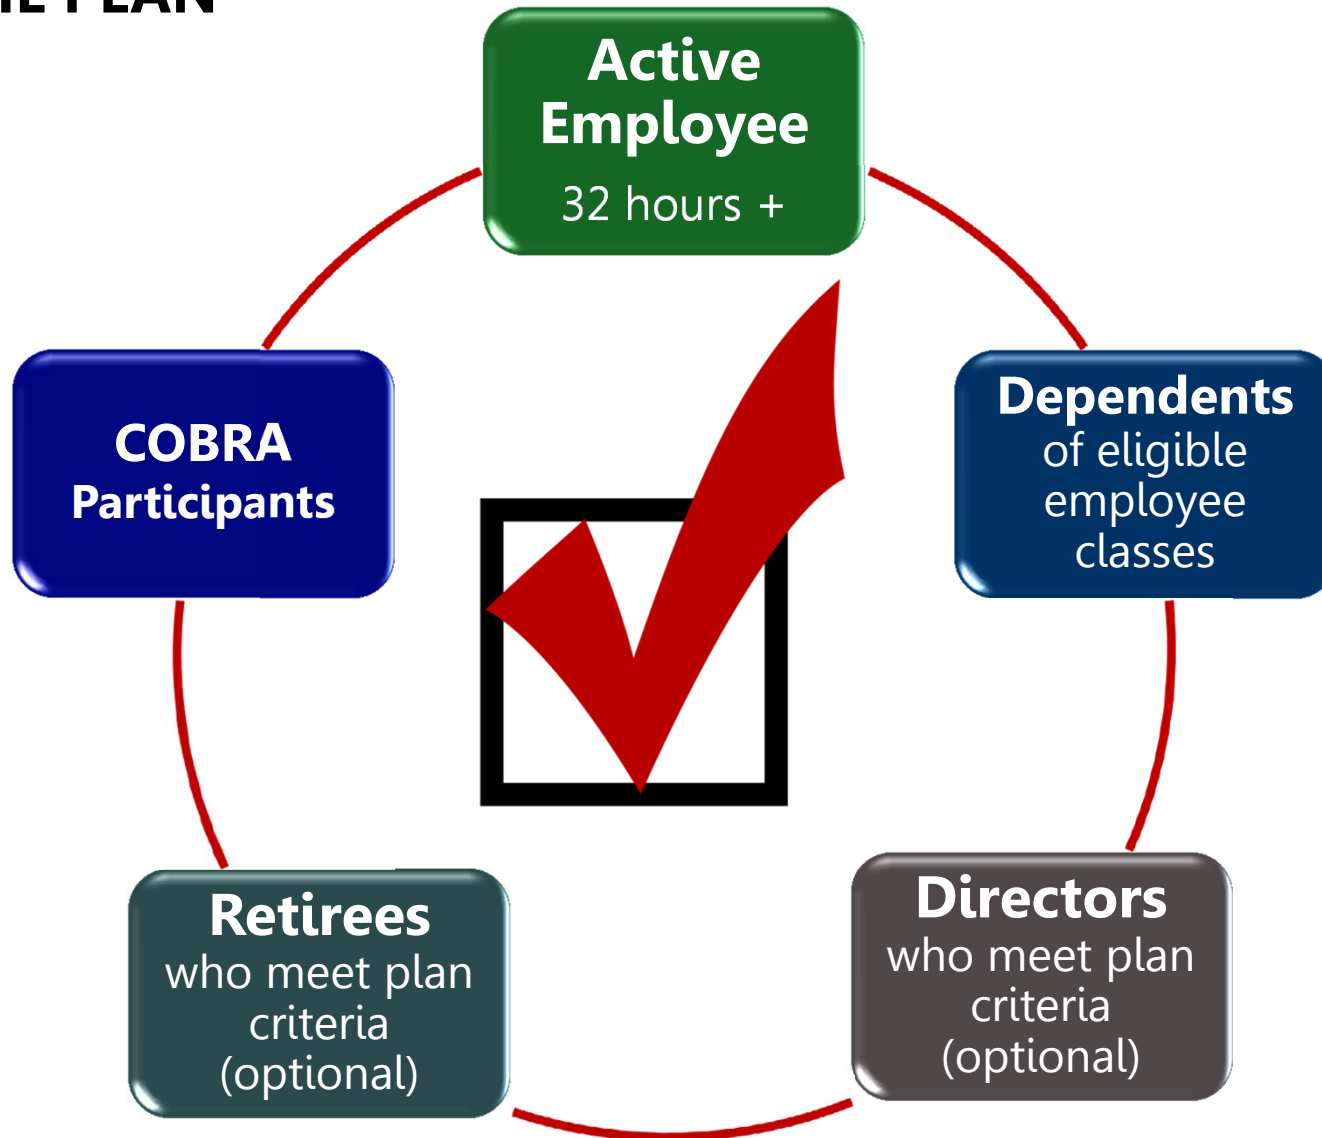 PLAN
Active
Employee
32 hours +
Dependents
of eligible
employee
classes
Directors
who meet plan
criteria
(optional)
Retirees
who meet plan
criteria
(optional)
COBRA
Participants